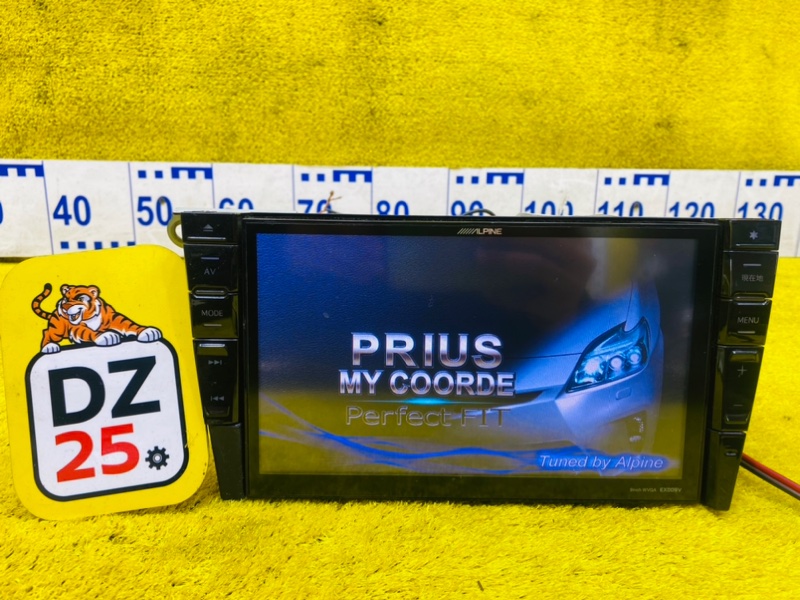 40 50 60 70 80 90 100 110 120 130
ALPINE
AV
MODE
現在地
MENU
DZ
25
PRIUS
MY COORDE
Perfect FIT
Tuned by Alpine